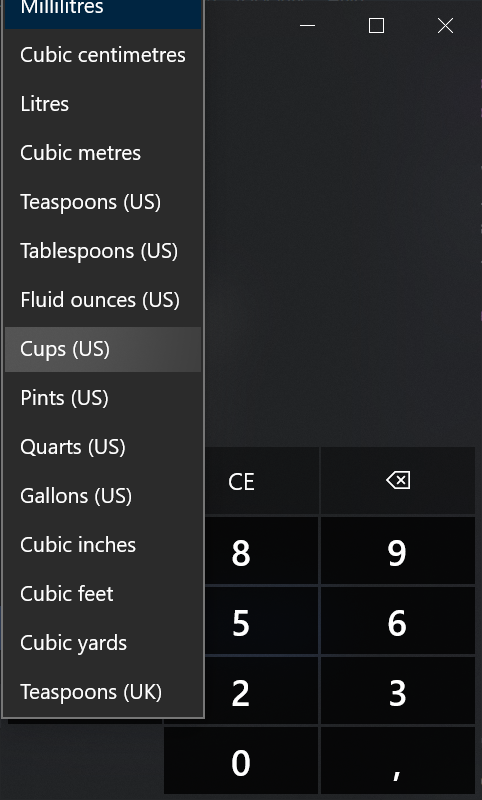 Millilitres
Cubic centimetres
Litres
Cubic metres
Teaspoons (US)
Tablespoons (US)
Fluid ounces (US)
Cups (US)
Pints (US)
Quarts (US)
Gallons (US)
Cubic inches
Cubic feet
Cubic yards
Teaspoons (UK)
CE
8 9
5 6
2 3
0 ,